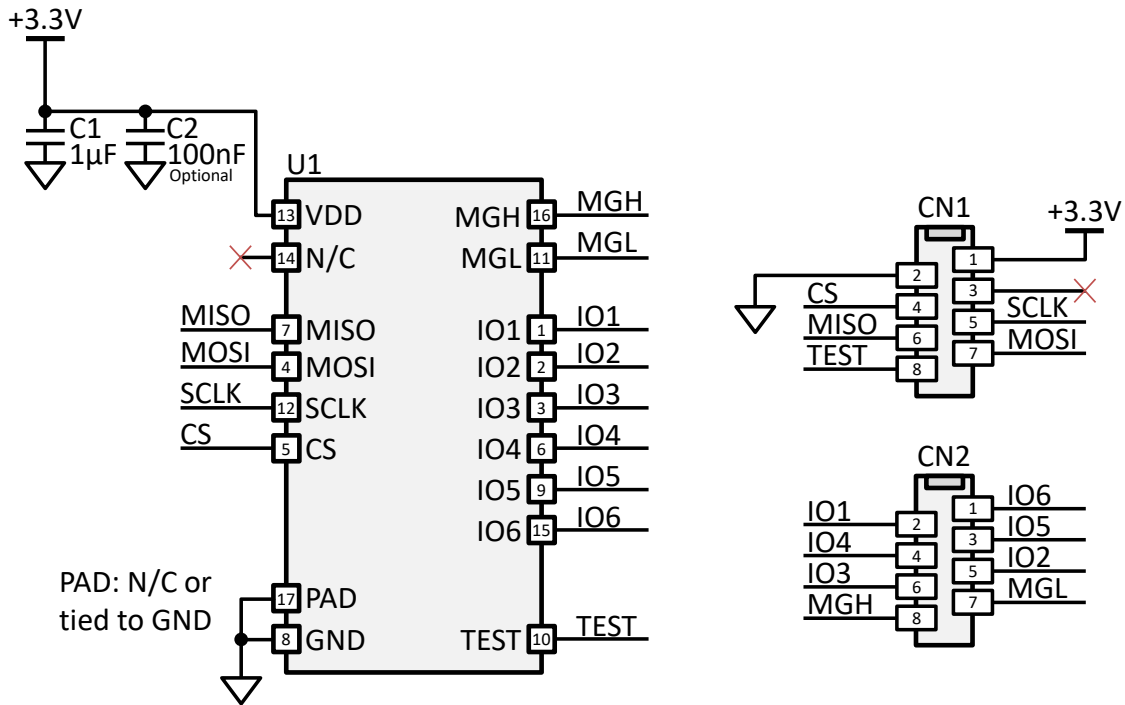 +3.3V
C1
1µF
C2
100nF
Optional
U1
13 VDD
14 N/C
MISO 7 MISO
MOSI 4 MOSI
SCLK 12 SCLK
CS 5 CS
PAD: N/C or
tied to GND
17 PAD
8 GND
MGH 16 MGH
MGL 11 MGL
IO1 1 IO1
IO2 2 IO2
IO3 3 IO3
IO4 6 IO4
IO5 9 IO5
IO6 15 IO6
TEST 10 TEST
CN1
+3.3V
1
2
3
CS 4
5 SCLK
MISO 6
7 MOSI
TEST 8
CN2
1 IO6
IO1 2
3 IO5
IO4 4
5 IO2
IO3 6
7 MGL
MGH 8